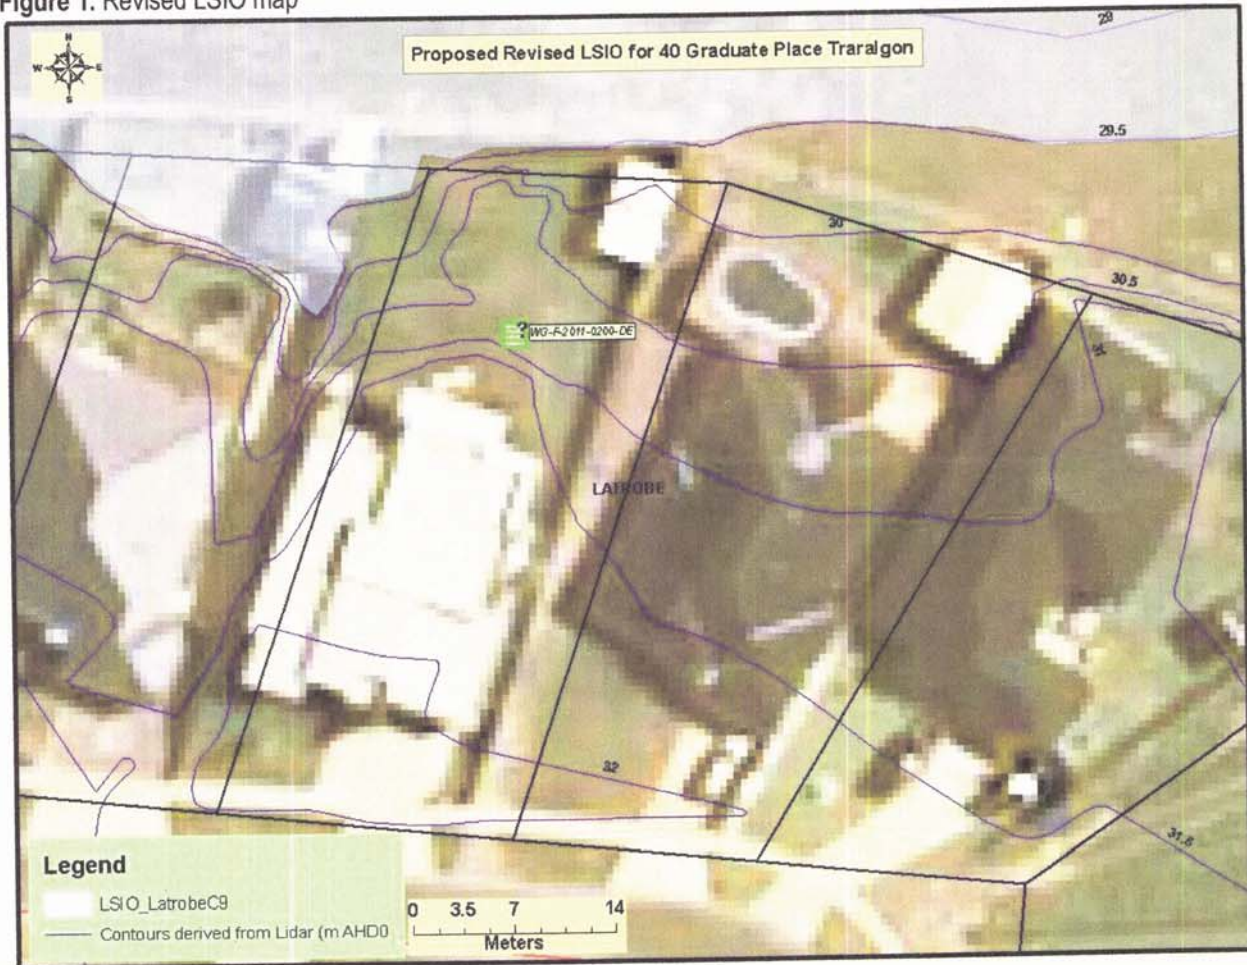 Figure 1. Revised LSIO map
Proposed Revised LSIO for 40 Graduate Place Traralgon
N
W
E
S
29
29.5
30
30.5
31
WG-F-2011-0200-DE
LATROBE
32
31.5
Legend
LSIO_LatrobeC9
Contours derived from Lidar (m AHD0
0 3.5 7 14
Meters